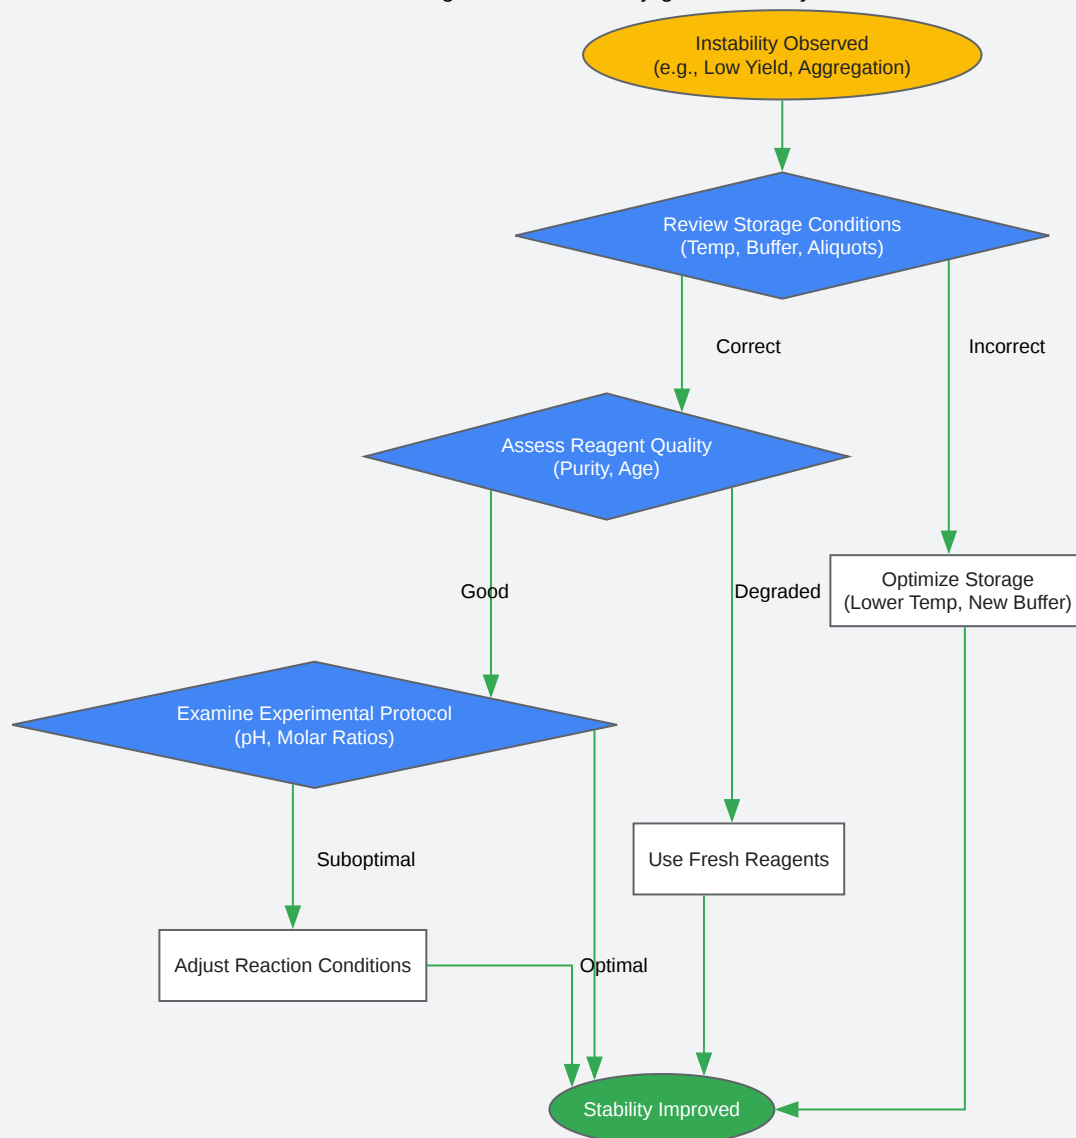 Instability Observed
(e.g., Low Yield, Aggregation)
Review Storage Conditions
(Temp, Buffer, Aliquots)
Correct
Incorrect
Assess Reagent Quality
(Purity, Age)
Good
Degraded
Optimize Storage
(Lower Temp, New Buffer)
Examine Experimental Protocol
(pH, Molar Ratios)
Suboptimal
Use Fresh Reagents
Adjust Reaction Conditions
Optimal
Stability Improved